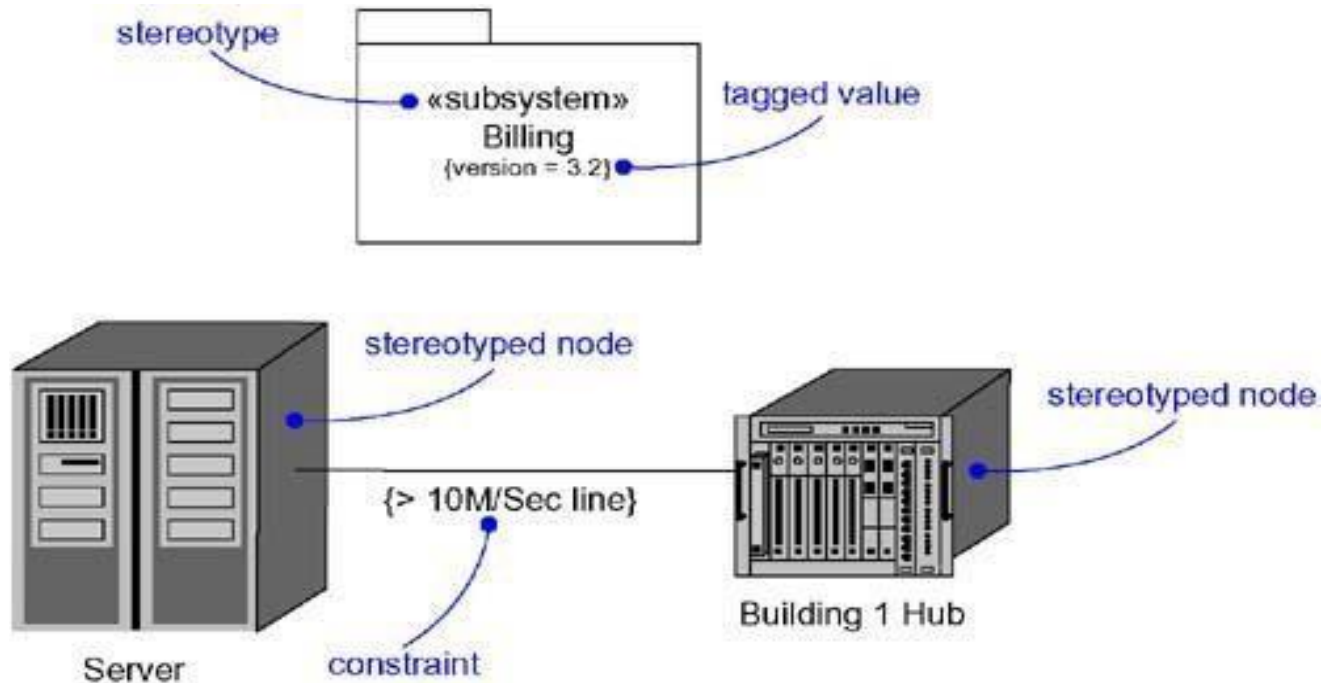 stereotype
«subsystem»
tagged value
Billing
{version = 3.2}
stereotyped node
stereotyped node
{> 10M/Sec line}
Building 1 Hub
Server
constraint